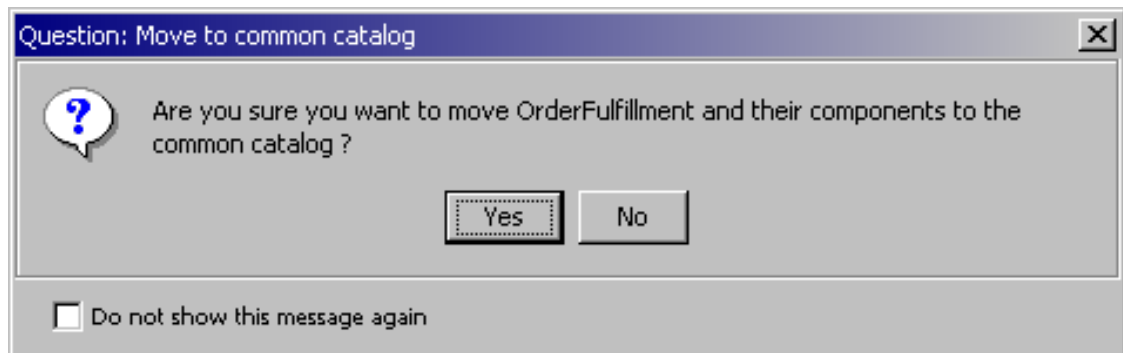 Question: Move to common catalog
Are you sure you want to move OrderFulfillment and their components to the
common catalog ?
Yes No
Do not show this message again